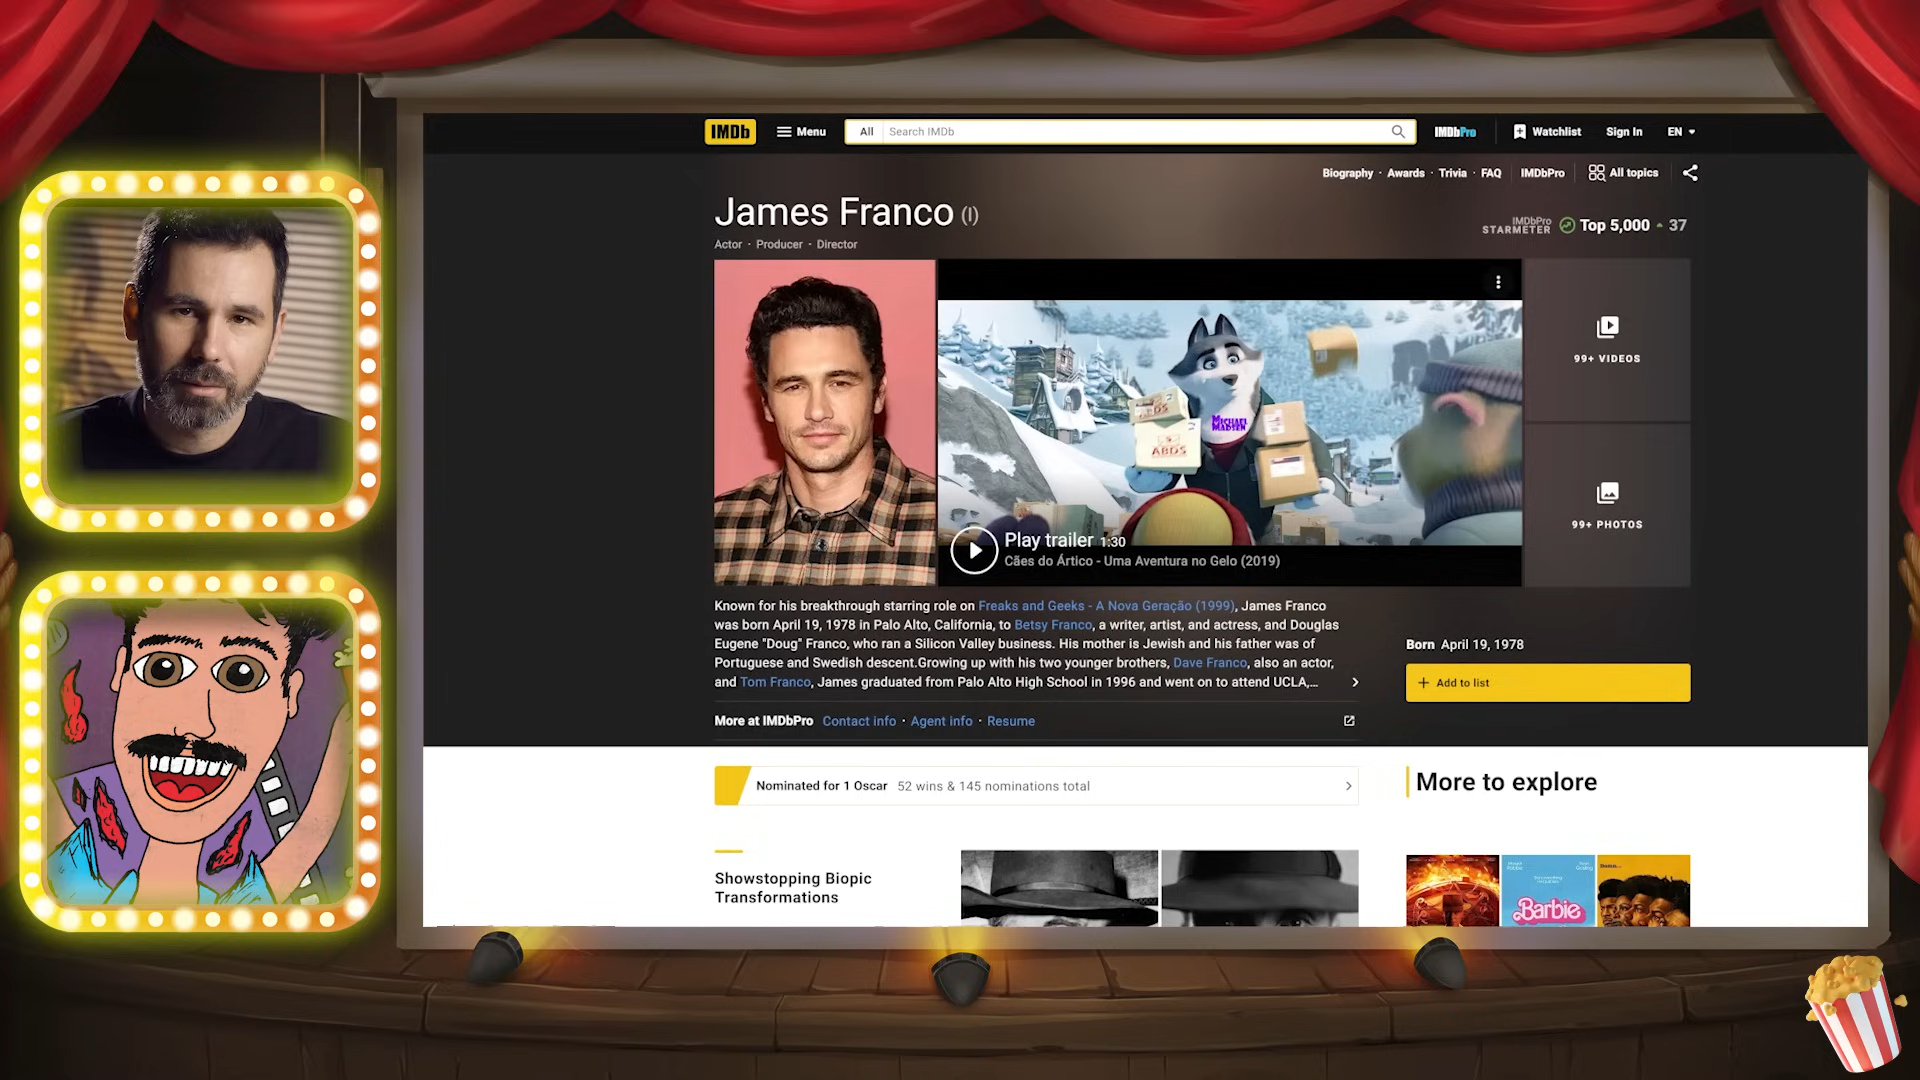 IMDb Menu All Search IMDb IMDbPro Watchlist Sign In EN
Biography · Awards · Trivia · FAQ IMDbPro All topics
James Franco (I)
Actor · Producer · Director
IMDbPro
STARMETER Top 5,000 37
99+ VIDEOS
MICHAEL
MADSEN
ABDS
ABDS
99+ PHOTOS
Play trailer 1:30
Cães do Ártico - Uma Aventura no Gelo (2019)
Known for his breakthrough starring role on Freaks and Geeks - A Nova Geração (1999), James Franco
was born April 19, 1978 in Palo Alto, California, to Betsy Franco, a writer, artist, and actress, and Douglas
Eugene "Doug" Franco, who ran a Silicon Valley business. His mother is Jewish and his father was of
Portuguese and Swedish descent.Growing up with his two younger brothers, Dave Franco, also an actor,
and Tom Franco, James graduated from Palo Alto High School in 1996 and went on to attend UCLA,...
Born April 19, 1978
+ Add to list
More at IMDbPro Contact info · Agent info · Resume
Nominated for 1 Oscar 52 wins & 145 nominations total
More to explore
Showstopping Biopic
Transformations
Barbie